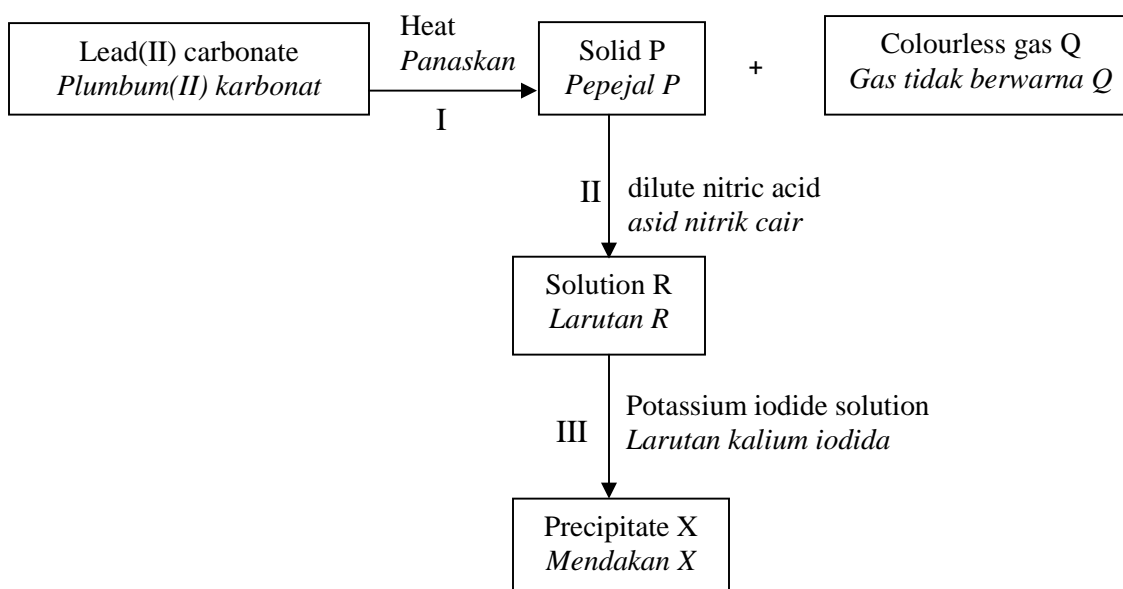 Lead(II) carbonate
Plumbum(II) karbonat
Heat
Panaskan
I
Solid P
Pepejal P
+
Colourless gas Q
Gas tidak berwarna Q
II
dilute nitric acid
asid nitrik cair
Solution R
Larutan R
III
Potassium iodide solution
Larutan kalium iodida
Precipitate X
Mendakan X